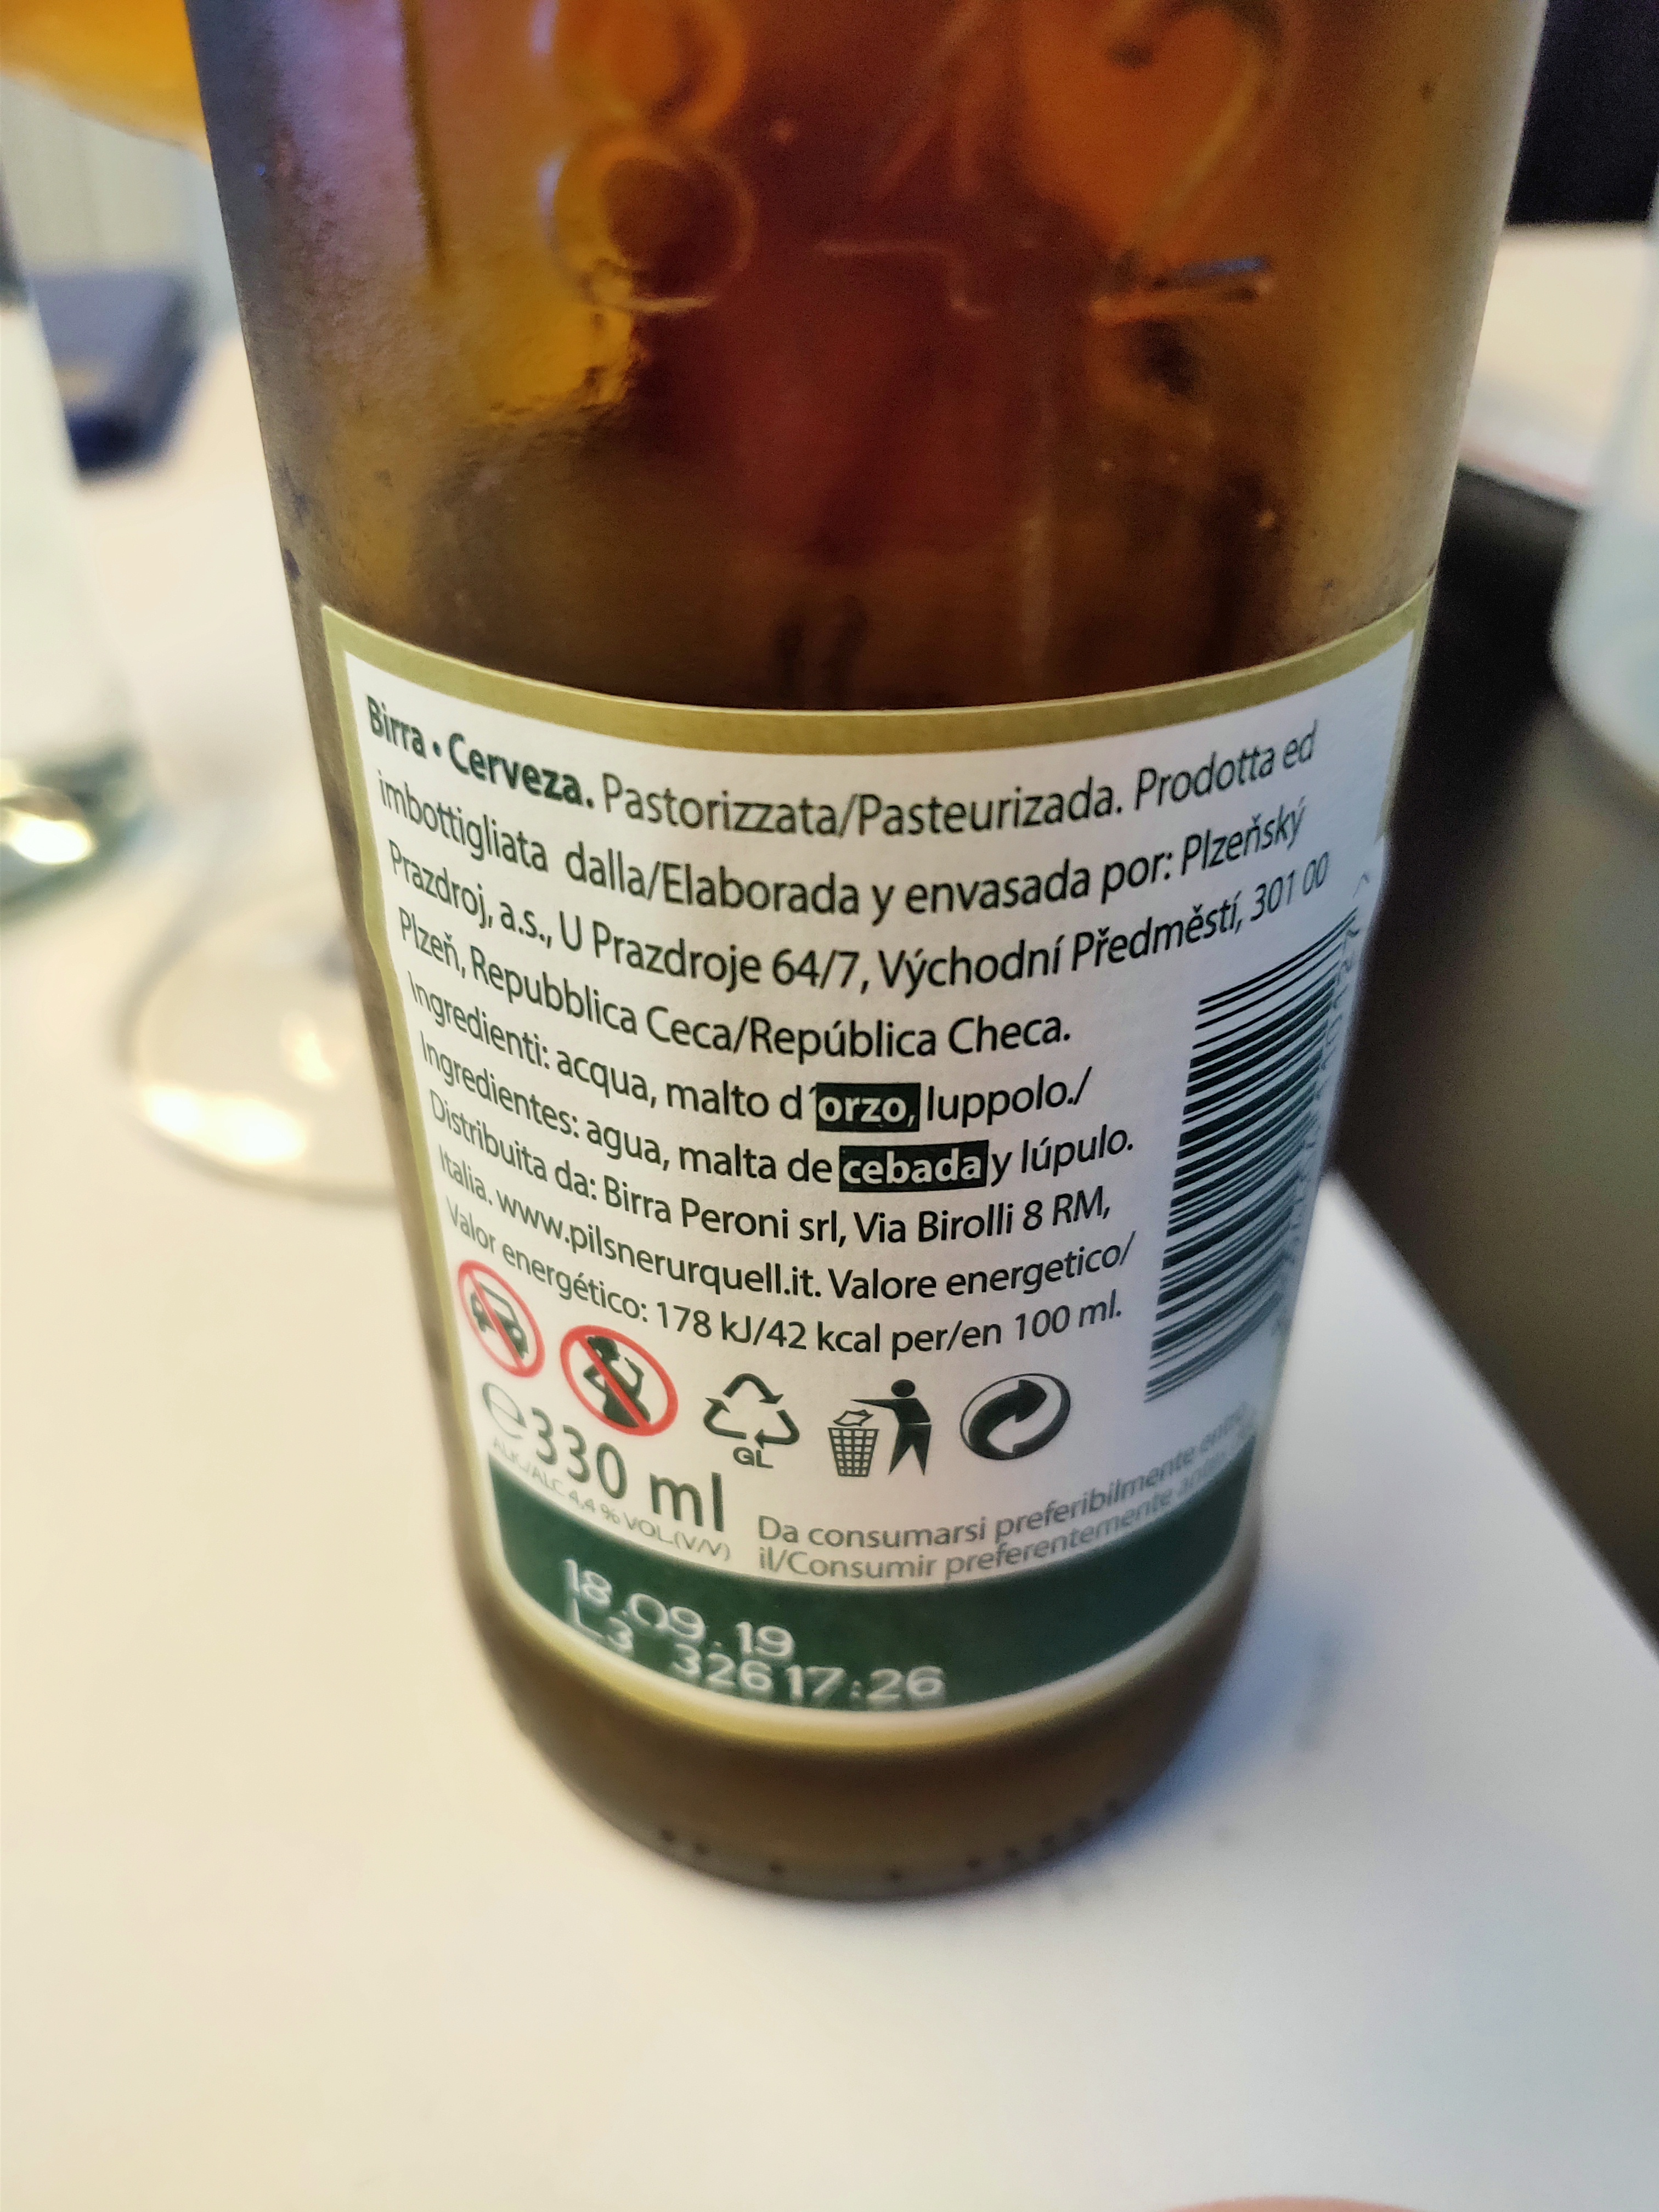 1842
Birra • Cerveza. Pastorizzata/Pasteurizada. Prodotta ed
imbottigliata dalla/Elaborada y envasada por: Plzeňský
Prazdroj, a.s., U Prazdroje 64/7, Východní Předměstí, 301 00
Plzeň, Repubblica Ceca/República Checa.
Ingredienti: acqua, malto d´orzo, luppolo./
Ingredientes: agua, malta de cebada y lúpulo.
Distribuita da: Birra Peroni srl, Via Birolli 8 RM,
Italia. www.pilsnerurquell.it. Valore energetico/
Valor energético: 178 kJ/42 kcal per/en 100 ml.
GL
℮330 ml
ALC./ALC 4,4 % VOL.(V/V)
Da consumarsi preferibilmente entro
il/Consumir preferentemente antes
18.09.19
L3 326 17:26